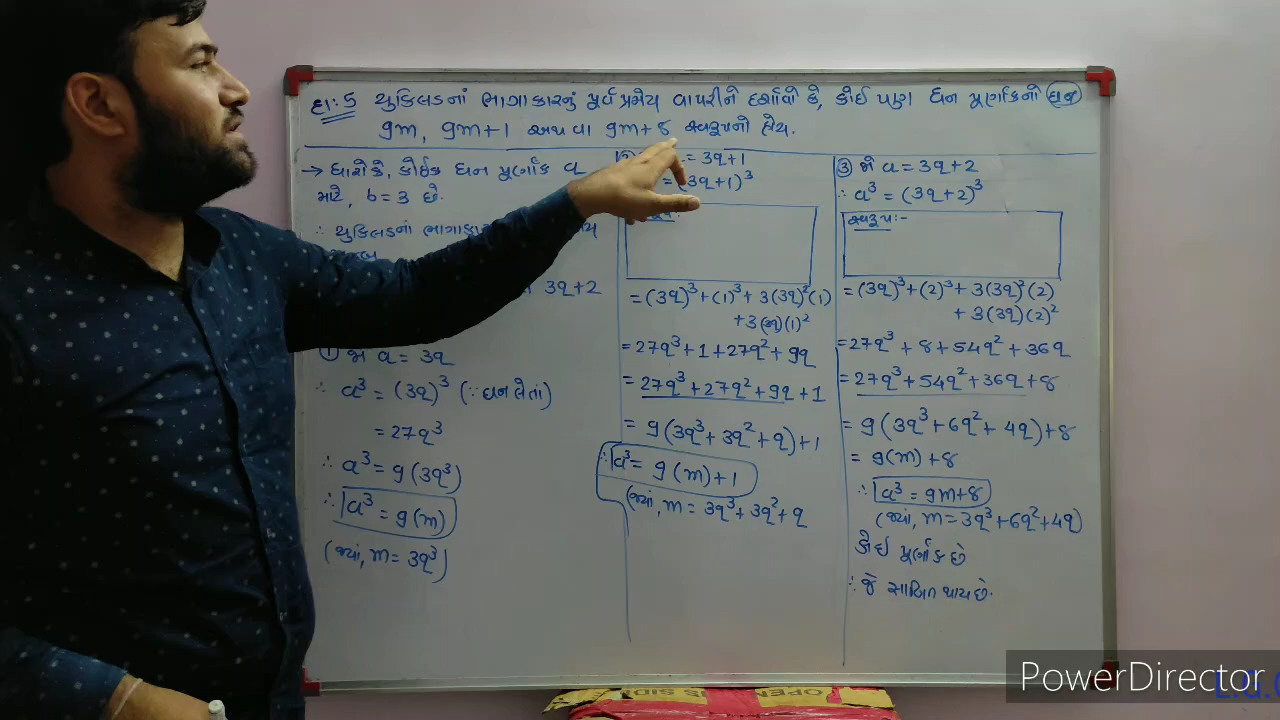 દા:5 યુકિલડનાં ભાગાકારનું પૂર્વ પ્રમેય વાપરીને દર્શાવો કે, કોઈ પણ ધન પૂર્ણાંકનો ઘન
9m, 9m+1 અથવા 9m+8 સ્વરૂપનો હોય.
→ ધારોકે, કોઈક ધન પૂર્ણાંક a
માટે, b=3 છે.
∴ યુકિલડનાં
3q+2
① જો a = 3q
∴ a³ = (3q)³ (∵ ઘન લેતાં)
= 27q³
∴ a³ = 9(3q³)
∴ a³ = 9(m)
(જ્યાં, m = 3q³)
= 3q+1
= (3q+1)³
= (3q)³+(1)³+3(3q)²(1)
+3(3q)(1)²
= 27q³+1+27q²+9q
= 27q³+27q²+9q+1
= 9(3q³+3q²+q)+1
∴ a³ = 9(m)+1
(જ્યાં, m = 3q³+3q²+q
③ જો a = 3q+2
∴ a³ = (3q+2)³
સ્વરૂપ:-
= (3q)³+(2)³+3(3q)²(2)
+3(3q)(2)²
= 27q³+8+54q²+36q
= 27q³+54q²+36q+8
= 9(3q³+6q²+4q)+8
= 9(m)+8
∴ a³ = 9m+8
(જ્યાં, m = 3q³+6q²+4q)
કોઈ પૂર્ણાંક છે
∴ જે સાબિત થાય છે.
OPEN
S SID
PowerDirector